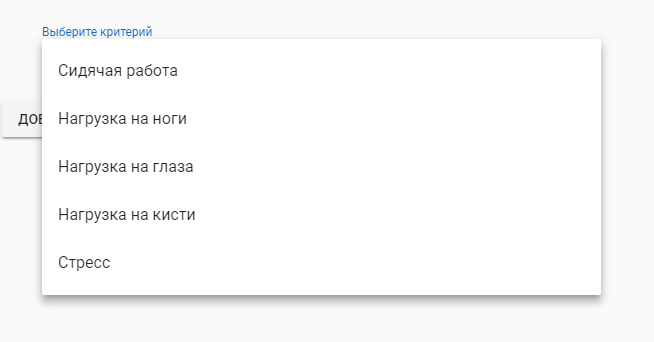 Выберите критерий
Сидячая работа
ДОБ
Нагрузка на ноги
Нагрузка на глаза
Нагрузка на кисти
Стресс